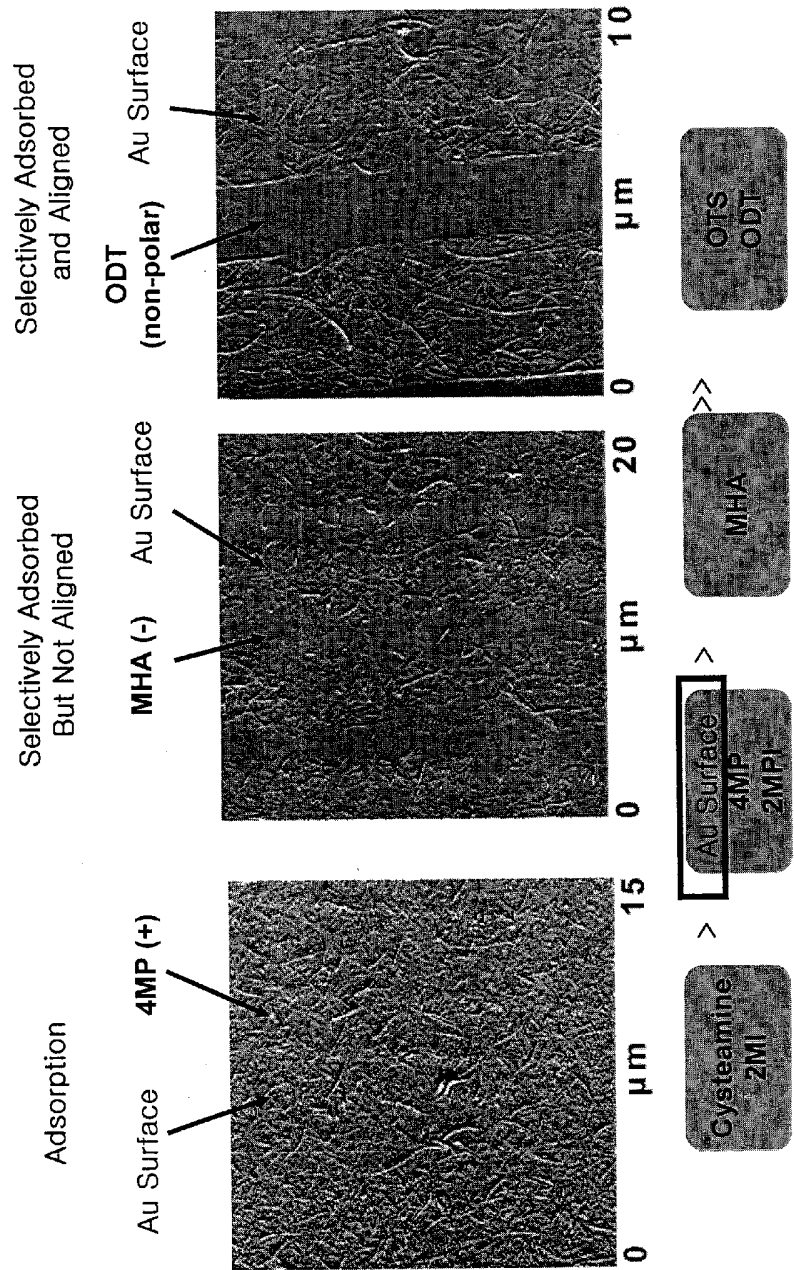 Adsorption
Au Surface
4MP (+)
0
µm
15
Selectively Adsorbed
But Not Aligned
MHA (-)
Au Surface
0
µm
20
Selectively Adsorbed
and Aligned
ODT
(non-polar)
Au Surface
0
µm
10
Cysteamine
2MI
>
Au Surface
4MP
2MPI
>
MHA
>>
OTS
ODT